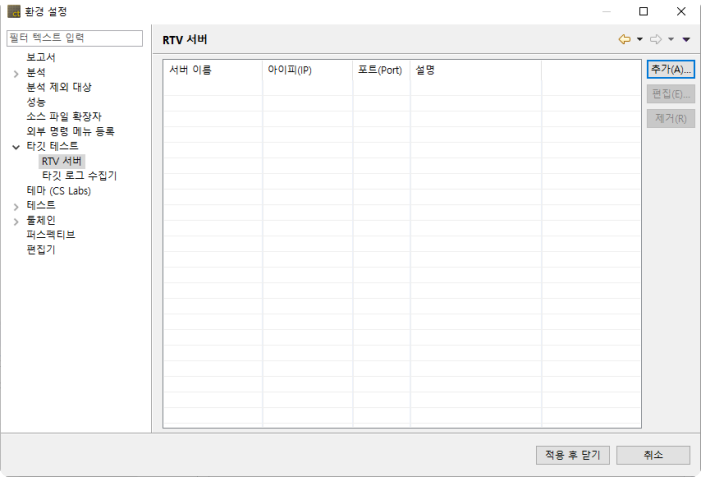 환경 설정
필터 텍스트 입력
보고서
분석
분석 제외 대상
성능
소스 파일 확장자
외부 명령 메뉴 등록
타깃 테스트
RTV 서버
타깃 로그 수집기
테마 (CS Labs)
테스트
툴체인
퍼스펙티브
편집기
RTV 서버
서버 이름 아이피(IP) 포트(Port) 설명
추가(A)...
편집(E)...
제거(R)
적용 후 닫기 취소